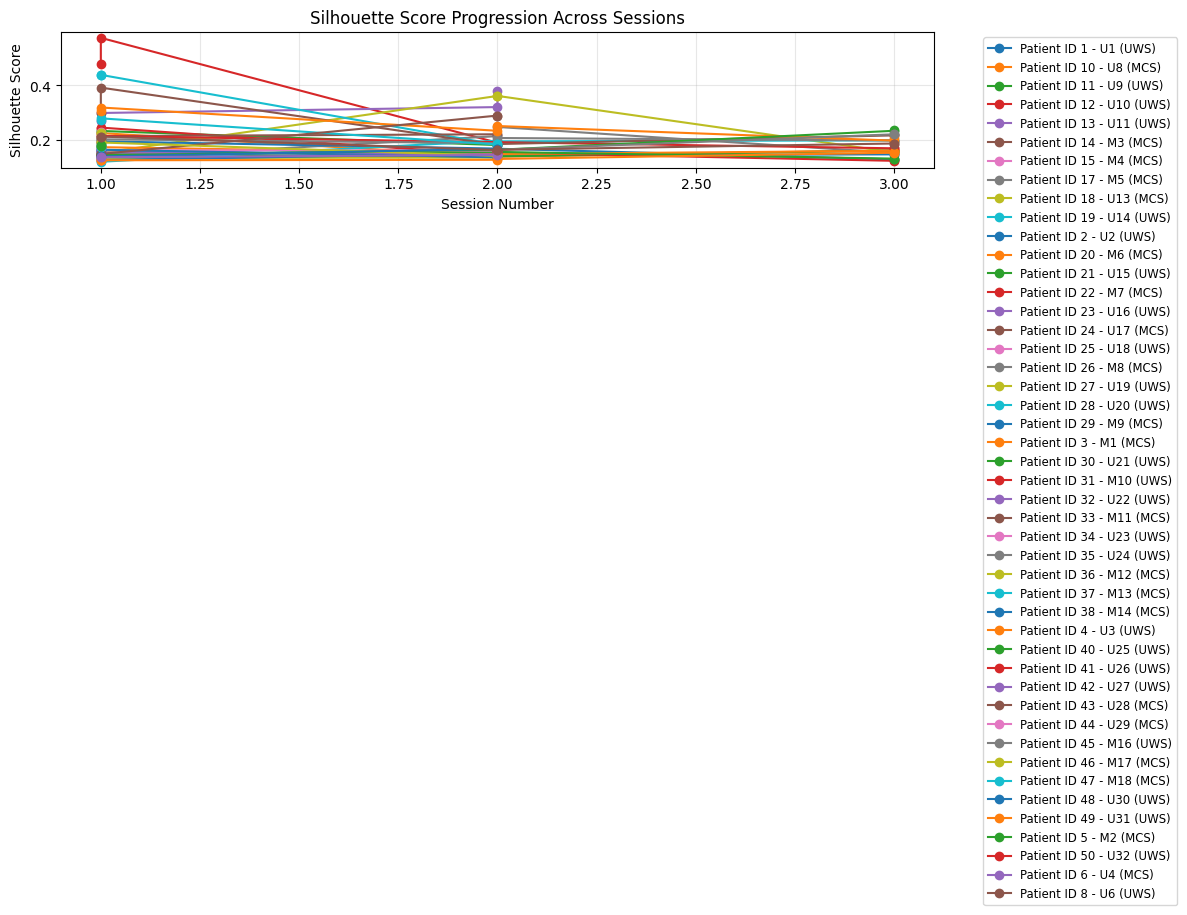 Silhouette Score Progression Across Sessions
Silhouette Score
0.4
0.2
1.00 1.25 1.50 1.75 2.00 2.25 2.50 2.75 3.00
Session Number
Patient ID 1 - U1 (UWS)
Patient ID 10 - U8 (MCS)
Patient ID 11 - U9 (UWS)
Patient ID 12 - U10 (UWS)
Patient ID 13 - U11 (UWS)
Patient ID 14 - M3 (MCS)
Patient ID 15 - M4 (MCS)
Patient ID 17 - M5 (MCS)
Patient ID 18 - U13 (MCS)
Patient ID 19 - U14 (UWS)
Patient ID 2 - U2 (UWS)
Patient ID 20 - M6 (MCS)
Patient ID 21 - U15 (UWS)
Patient ID 22 - M7 (MCS)
Patient ID 23 - U16 (UWS)
Patient ID 24 - U17 (MCS)
Patient ID 25 - U18 (UWS)
Patient ID 26 - M8 (MCS)
Patient ID 27 - U19 (UWS)
Patient ID 28 - U20 (UWS)
Patient ID 29 - M9 (MCS)
Patient ID 3 - M1 (MCS)
Patient ID 30 - U21 (UWS)
Patient ID 31 - M10 (UWS)
Patient ID 32 - U22 (UWS)
Patient ID 33 - M11 (MCS)
Patient ID 34 - U23 (UWS)
Patient ID 35 - U24 (UWS)
Patient ID 36 - M12 (MCS)
Patient ID 37 - M13 (MCS)
Patient ID 38 - M14 (MCS)
Patient ID 4 - U3 (UWS)
Patient ID 40 - U25 (UWS)
Patient ID 41 - U26 (UWS)
Patient ID 42 - U27 (UWS)
Patient ID 43 - U28 (MCS)
Patient ID 44 - U29 (MCS)
Patient ID 45 - M16 (UWS)
Patient ID 46 - M17 (MCS)
Patient ID 47 - M18 (MCS)
Patient ID 48 - U30 (UWS)
Patient ID 49 - U31 (UWS)
Patient ID 5 - M2 (MCS)
Patient ID 50 - U32 (UWS)
Patient ID 6 - U4 (MCS)
Patient ID 8 - U6 (UWS)